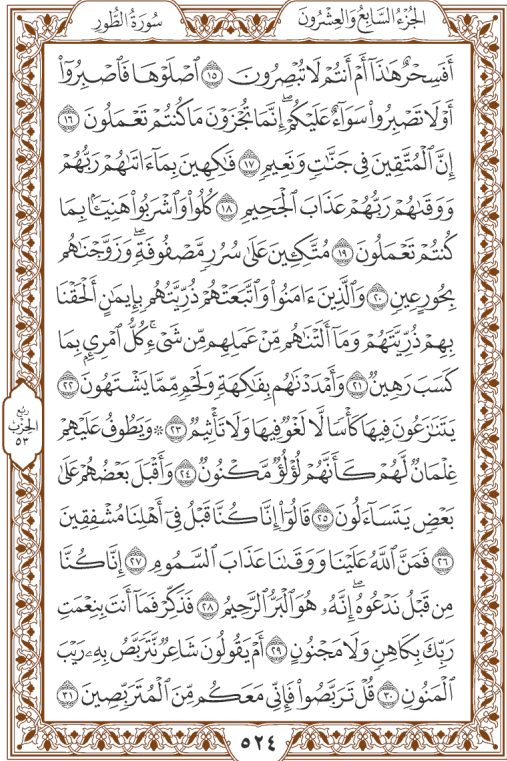 الجزء السابع والعشرون
سورة الطور
أَفَسِحْرٌ هَٰذَآ أَمْ أَنتُمْ لَا تُبْصِرُونَ ١٥ ٱصْلَوْهَا فَٱصْبِرُوٓا۟
أَوْ لَا تَصْبِرُوا۟ سَوَآءٌ عَلَيْكُمْ ۖ إِنَّمَا تُجْزَوْنَ مَا كُنتُمْ تَعْمَلُونَ ١٦
إِنَّ ٱلْمُتَّقِينَ فِى جَنَّٰتٍ وَنَعِيمٍ ١٧ فَٰكِهِينَ بِمَآ ءَاتَىٰهُمْ رَبُّهُمْ
وَوَقَىٰهُمْ رَبُّهُمْ عَذَابَ ٱلْجَحِيمِ ١٨ كُلُوا۟ وَٱشْرَبُوا۟ هَنِيٓـًٔۢا بِمَا
كُنتُمْ تَعْمَلُونَ ١٩ مُتَّكِـِٔينَ عَلَىٰ سُرُرٍ مَّصْفُوفَةٍ ۖ وَزَوَّجْنَٰهُم
بِحُورٍ عِينٍ ٢٠ وَٱلَّذِينَ ءَامَنُوا۟ وَٱتَّبَعَتْهُمْ ذُرِّيَّتُهُم بِإِيمَٰنٍ أَلْحَقْنَا
بِهِمْ ذُرِّيَّتَهُمْ وَمَآ أَلَتْنَٰهُم مِّنْ عَمَلِهِم مِّن شَىْءٍ ۚ كُلُّ ٱمْرِئٍۭ بِمَا
كَسَبَ رَهِينٌ ٢١ وَأَمْدَدْنَٰهُم بِفَٰكِهَةٍ وَلَحْمٍ مِّمَّا يَشْتَهُونَ ٢٢
يَتَنَٰزَعُونَ فِيهَا كَأْسًا لَّا لَغْوٌ فِيهَا وَلَا تَأْثِيمٌ ٢٣ ۞ وَيَطُوفُ عَلَيْهِمْ
غِلْمَانٌ لَّهُمْ كَأَنَّهُمْ لُؤْلُؤٌ مَّكْنُونٌ ٢٤ وَأَقْبَلَ بَعْضُهُمْ عَلَىٰ
بَعْضٍ يَتَسَآءَلُونَ ٢٥ قَالُوٓا۟ إِنَّا كُنَّا قَبْلُ فِىٓ أَهْلِنَا مُشْفِقِينَ
٢٦ فَمَنَّ ٱللَّهُ عَلَيْنَا وَوَقَىٰنَا عَذَابَ ٱلسَّمُومِ ٢٧ إِنَّا كُنَّا
مِن قَبْلُ نَدْعُوهُ ۖ إِنَّهُۥ هُوَ ٱلْبَرُّ ٱلرَّحِيمُ ٢٨ فَذَكِّرْ فَمَآ أَنتَ بِنِعْمَتِ
رَبِّكَ بِكَاهِنٍ وَلَا مَجْنُونٍ ٢٩ أَمْ يَقُولُونَ شَاعِرٌ نَّتَرَبَّصُ بِهِۦ رَيْبَ
ٱلْمَنُونِ ٣٠ قُلْ تَرَبَّصُوا۟ فَإِنِّى مَعَكُم مِّنَ ٱلْمُتَرَبِّصِينَ ٣١
ربع
الحزب
٥٣
٥٢٤